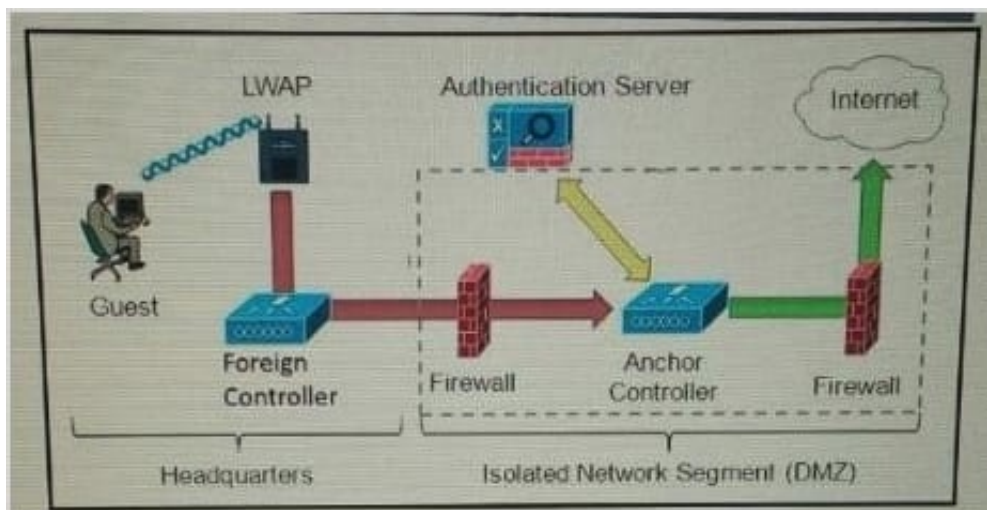 LWAP
Authentication Server
Internet
Guest
Foreign
Controller
Firewall
Anchor
Controller
Firewall
Headquarters
Isolated Network Segment (DMZ)